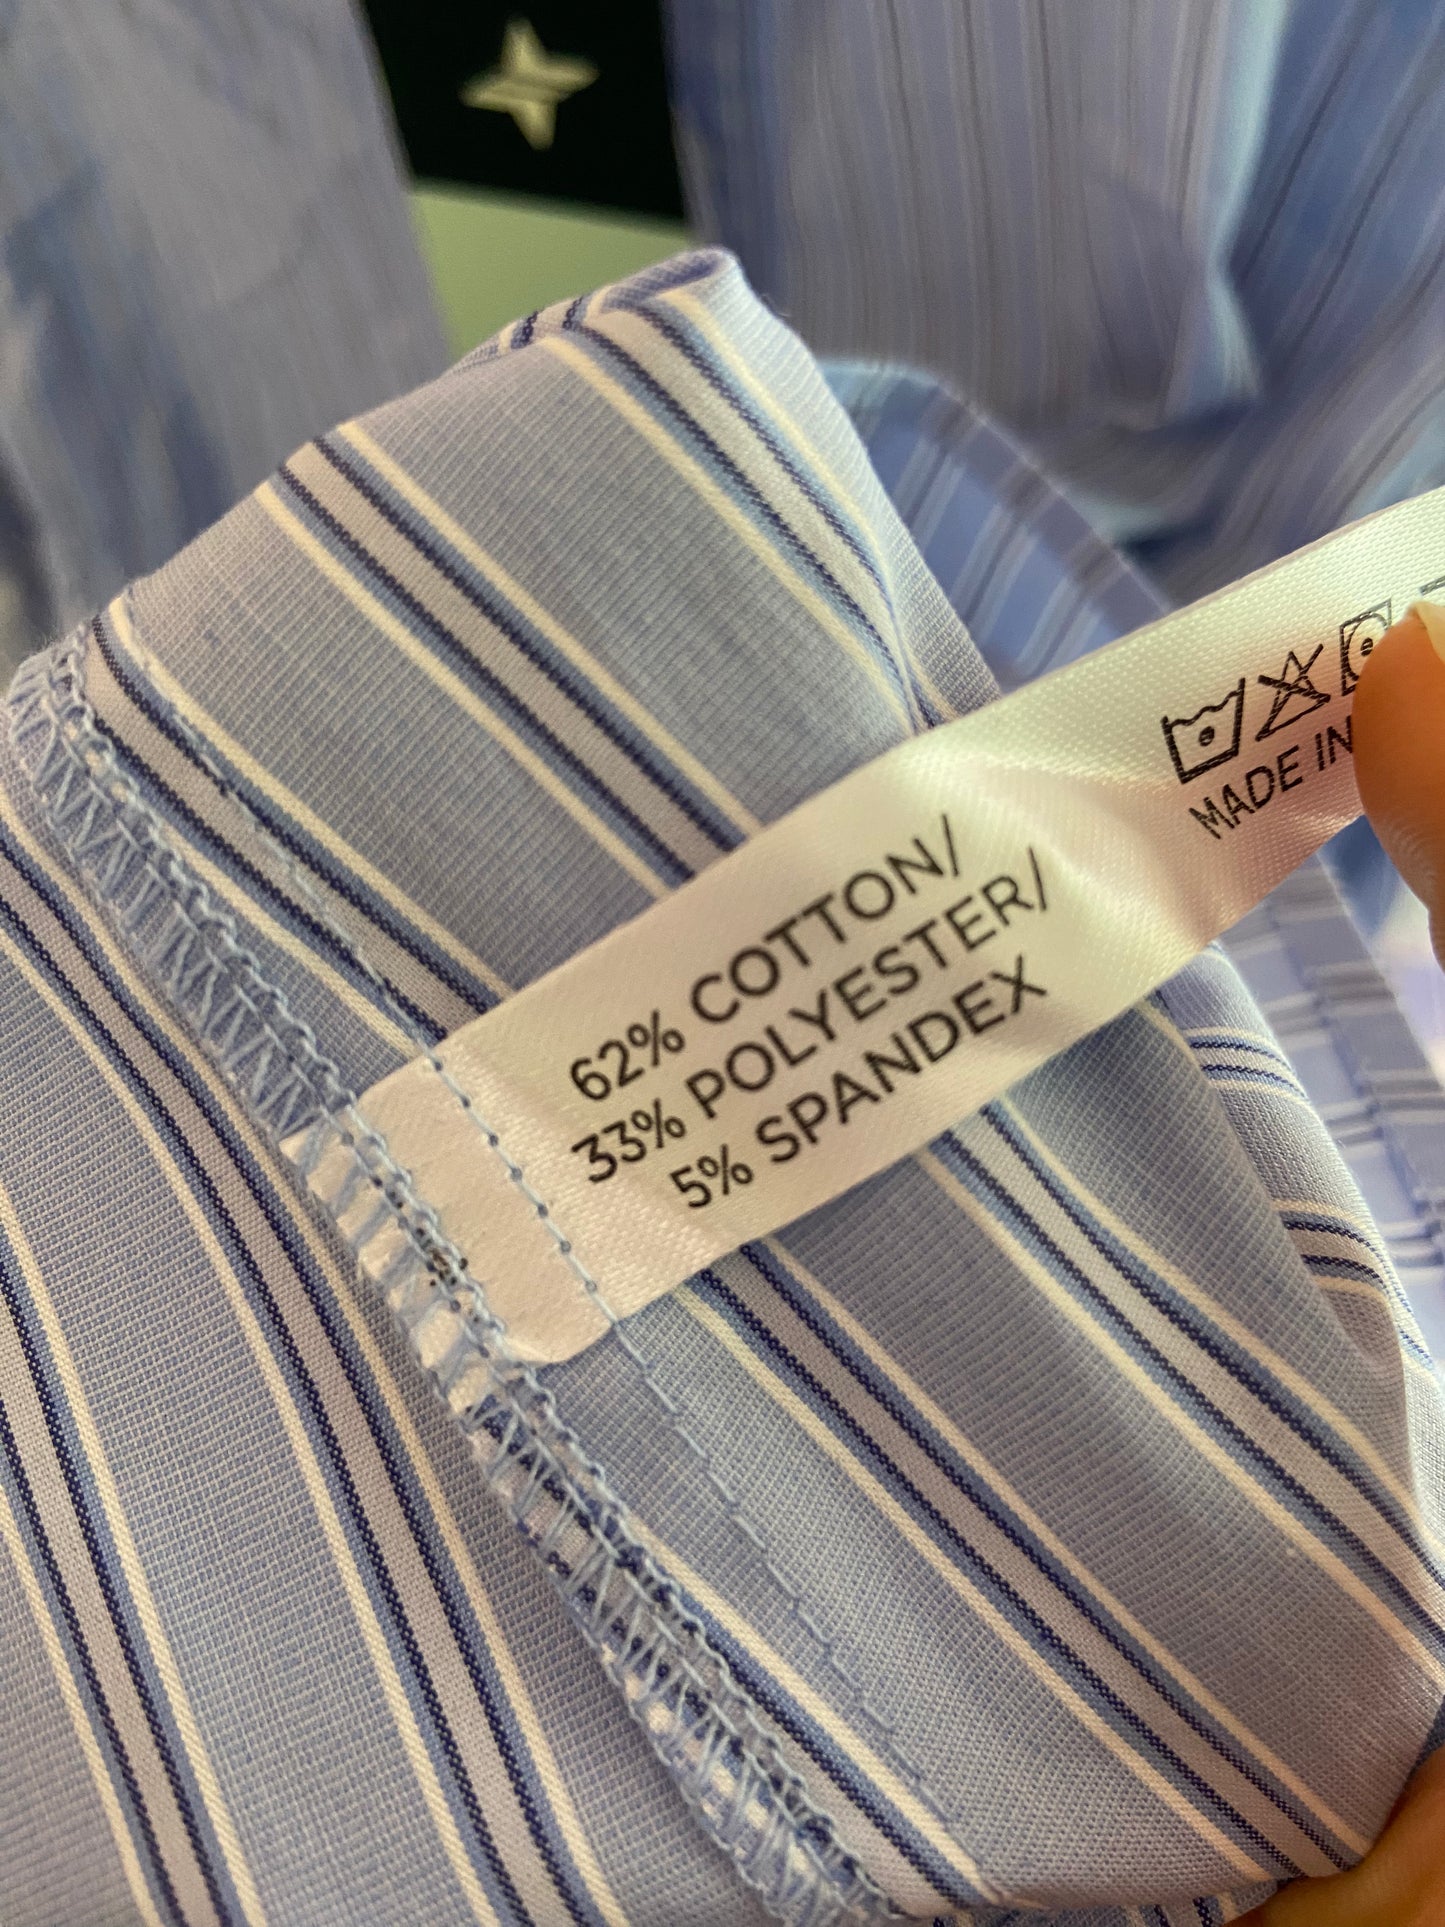 62% COTTON/
33% POLYESTER/
5% SPANDEX
MADE IN